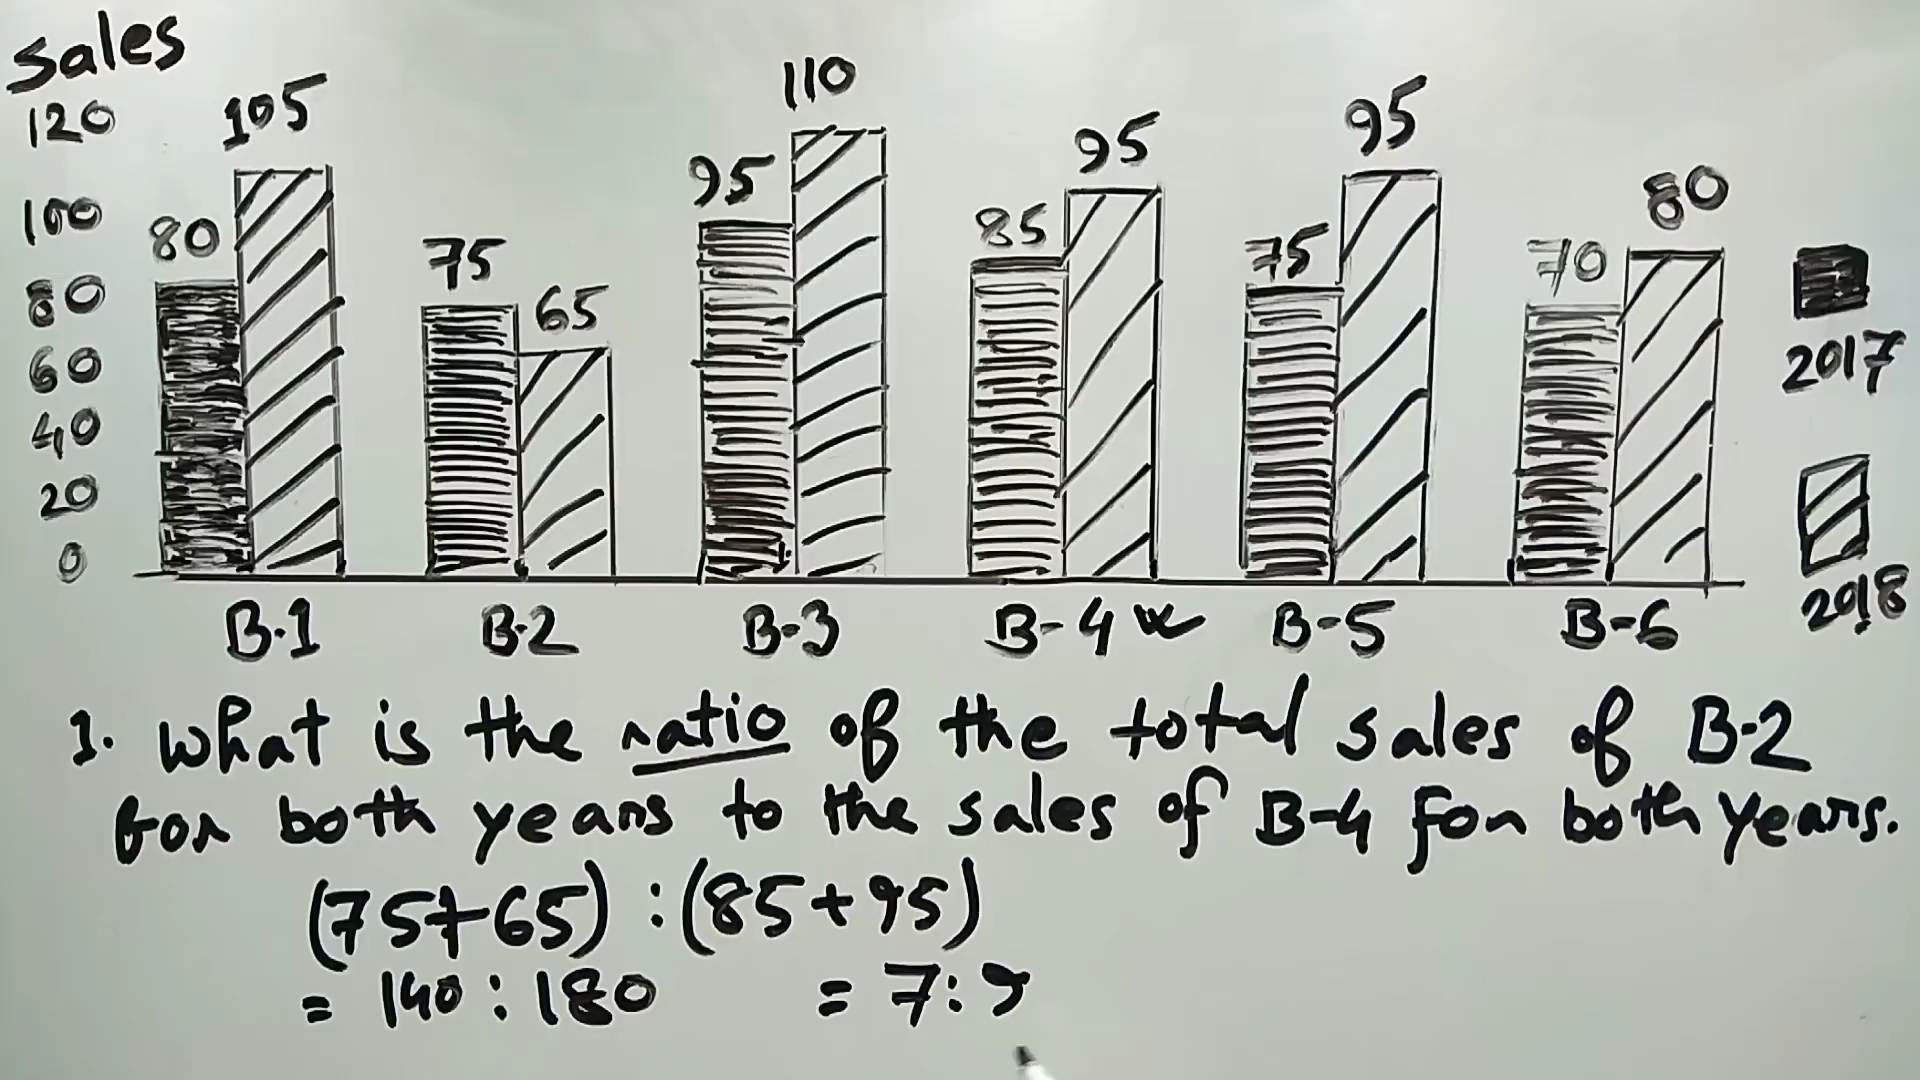 Sales
120
100
80
60
40
20
0
80
105
75
65
95
110
85
95
75
95
70
80
2017
2018
B-1
B-2
B-3
B-4
B-5
B-6
1. What is the ratio of the total sales of B-2
for both years to the sales of B-4 for both years.
(75+65) : (85+95)
= 140 : 180 = 7 : 9